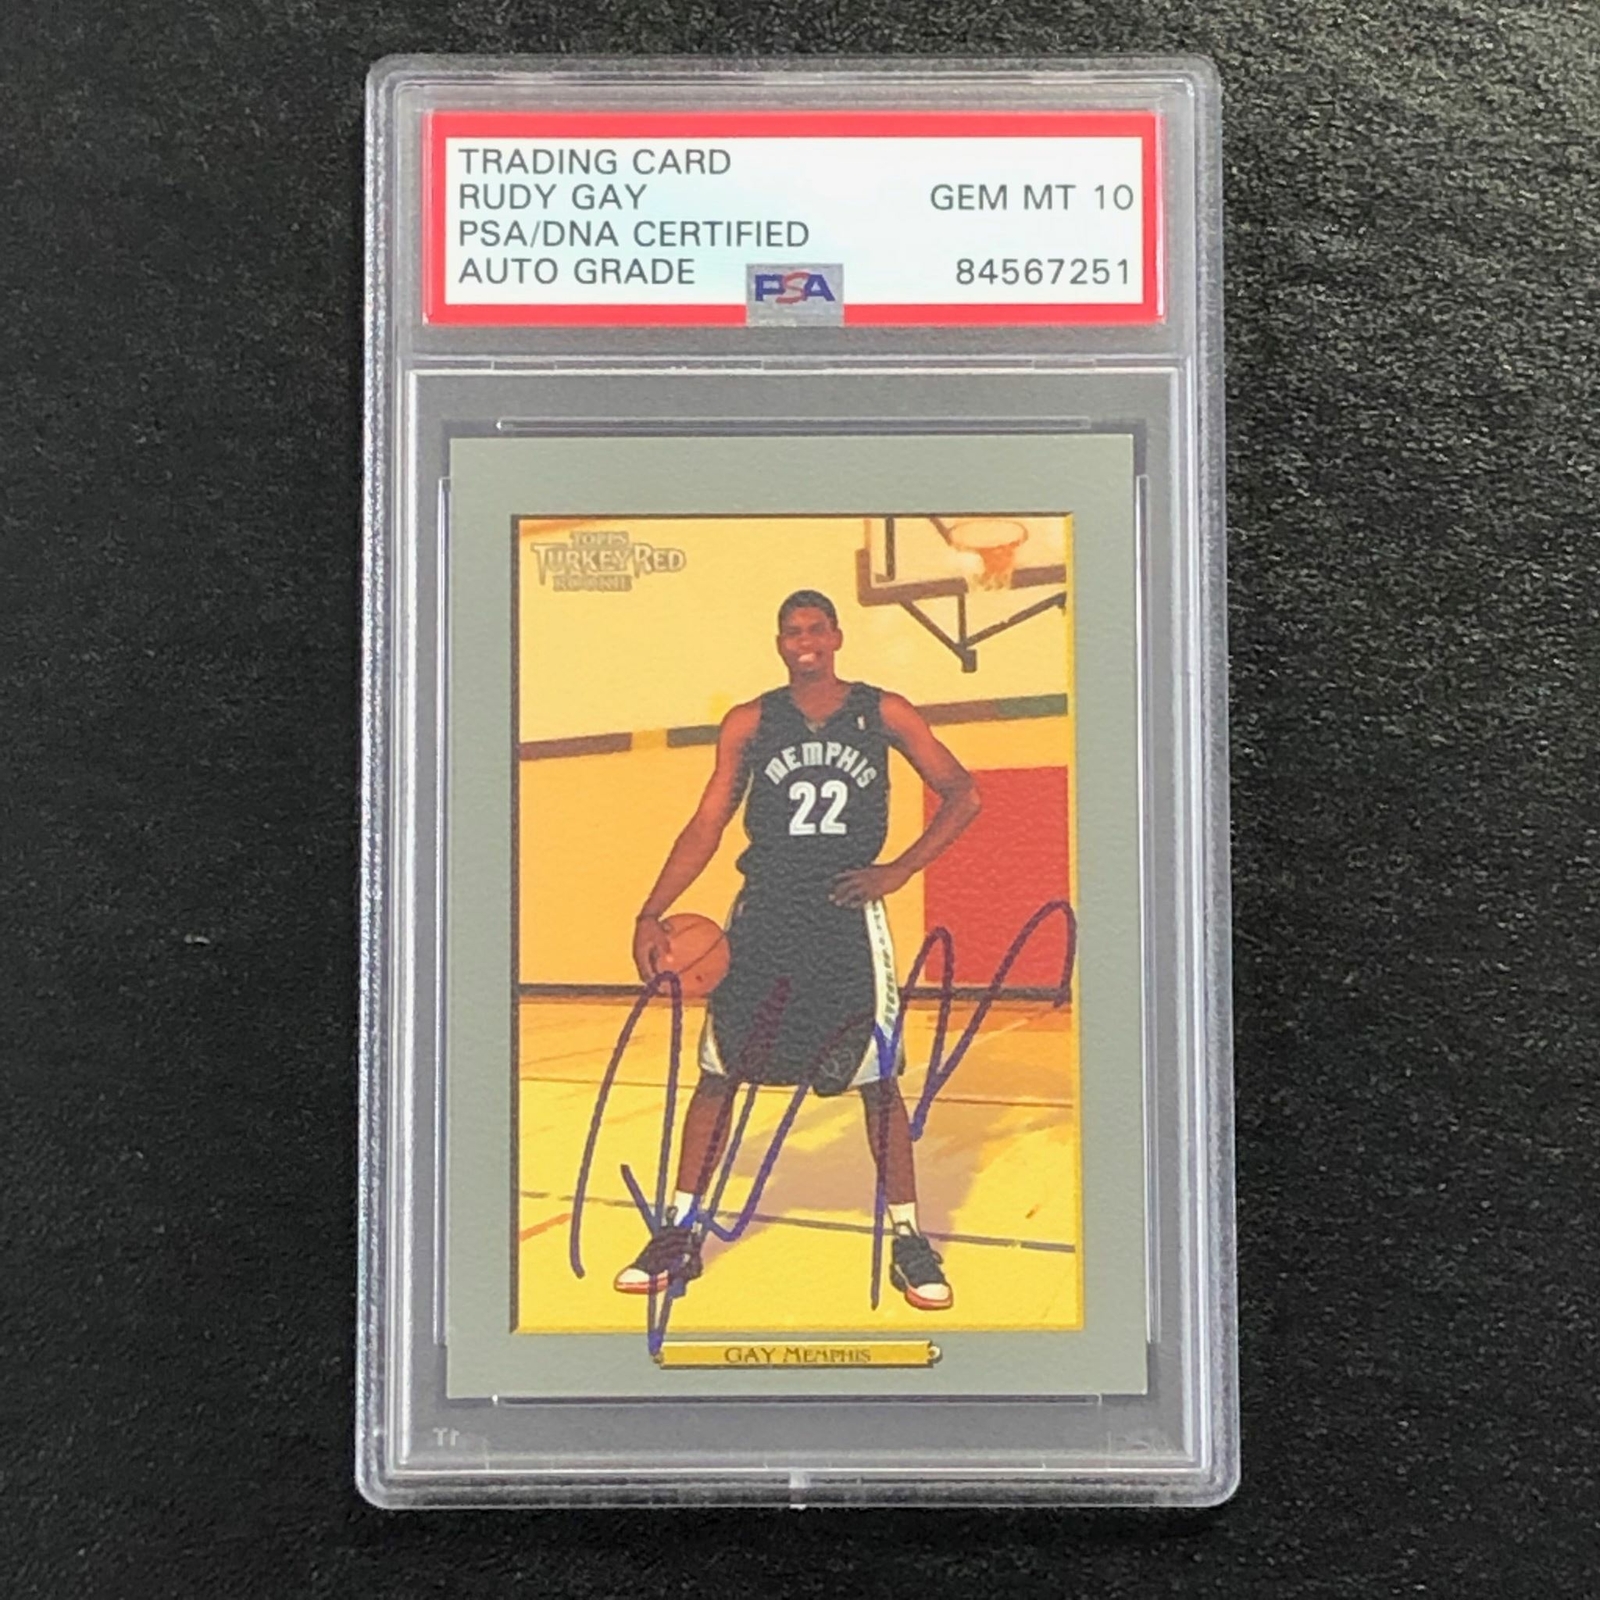 TRADING CARD
RUDY GAY GEM MT 10
PSA/DNA CERTIFIED
AUTO GRADE 84567251
PSA
TOPPS
TURKEY RED
ROOKIE
MEMPHIS
22
GAY MEMPHIS